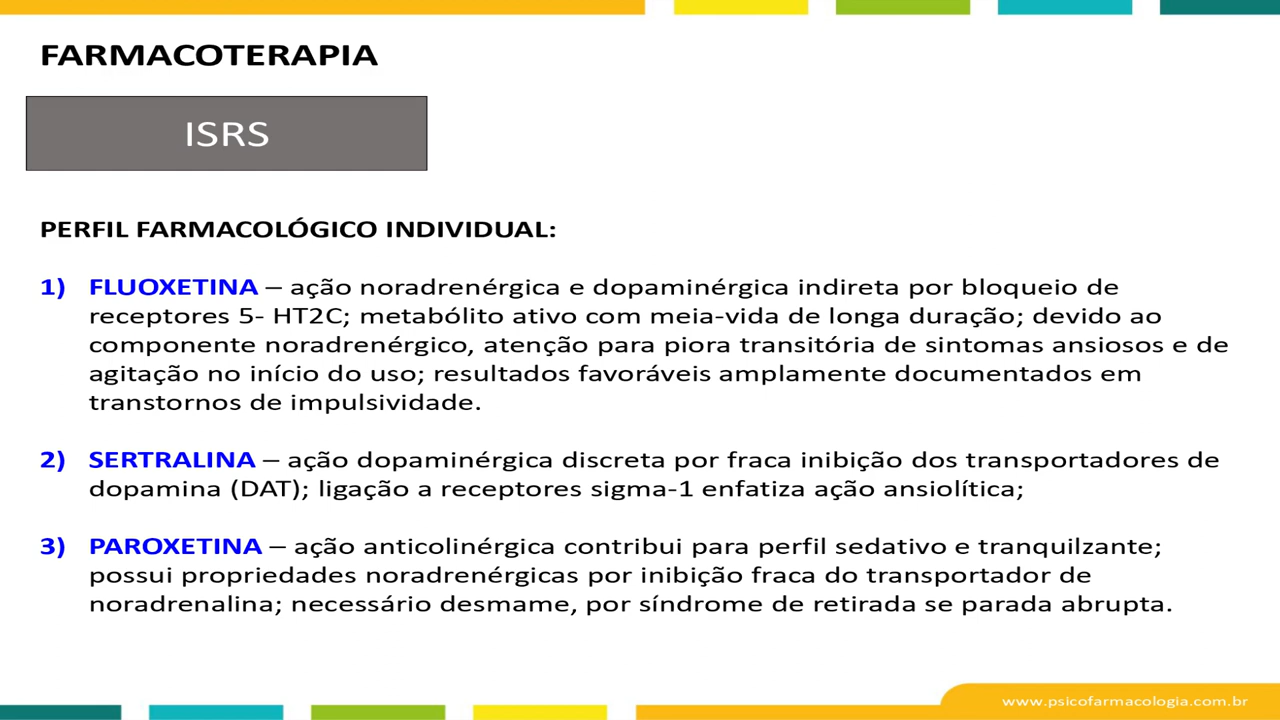 FARMACOTERAPIA
ISRS
PERFIL FARMACOLÓGICO INDIVIDUAL:
1) FLUOXETINA – ação noradrenérgica e dopaminérgica indireta por bloqueio de
receptores 5- HT2C; metabólito ativo com meia-vida de longa duração; devido ao
componente noradrenérgico, atenção para piora transitória de sintomas ansiosos e de
agitação no início do uso; resultados favoráveis amplamente documentados em
transtornos de impulsividade.
2) SERTRALINA – ação dopaminérgica discreta por fraca inibição dos transportadores de
dopamina (DAT); ligação a receptores sigma-1 enfatiza ação ansiolítica;
3) PAROXETINA – ação anticolinérgica contribui para perfil sedativo e tranquilzante;
possui propriedades noradrenérgicas por inibição fraca do transportador de
noradrenalina; necessário desmame, por síndrome de retirada se parada abrupta.
www.psicofarmacologia.com.br